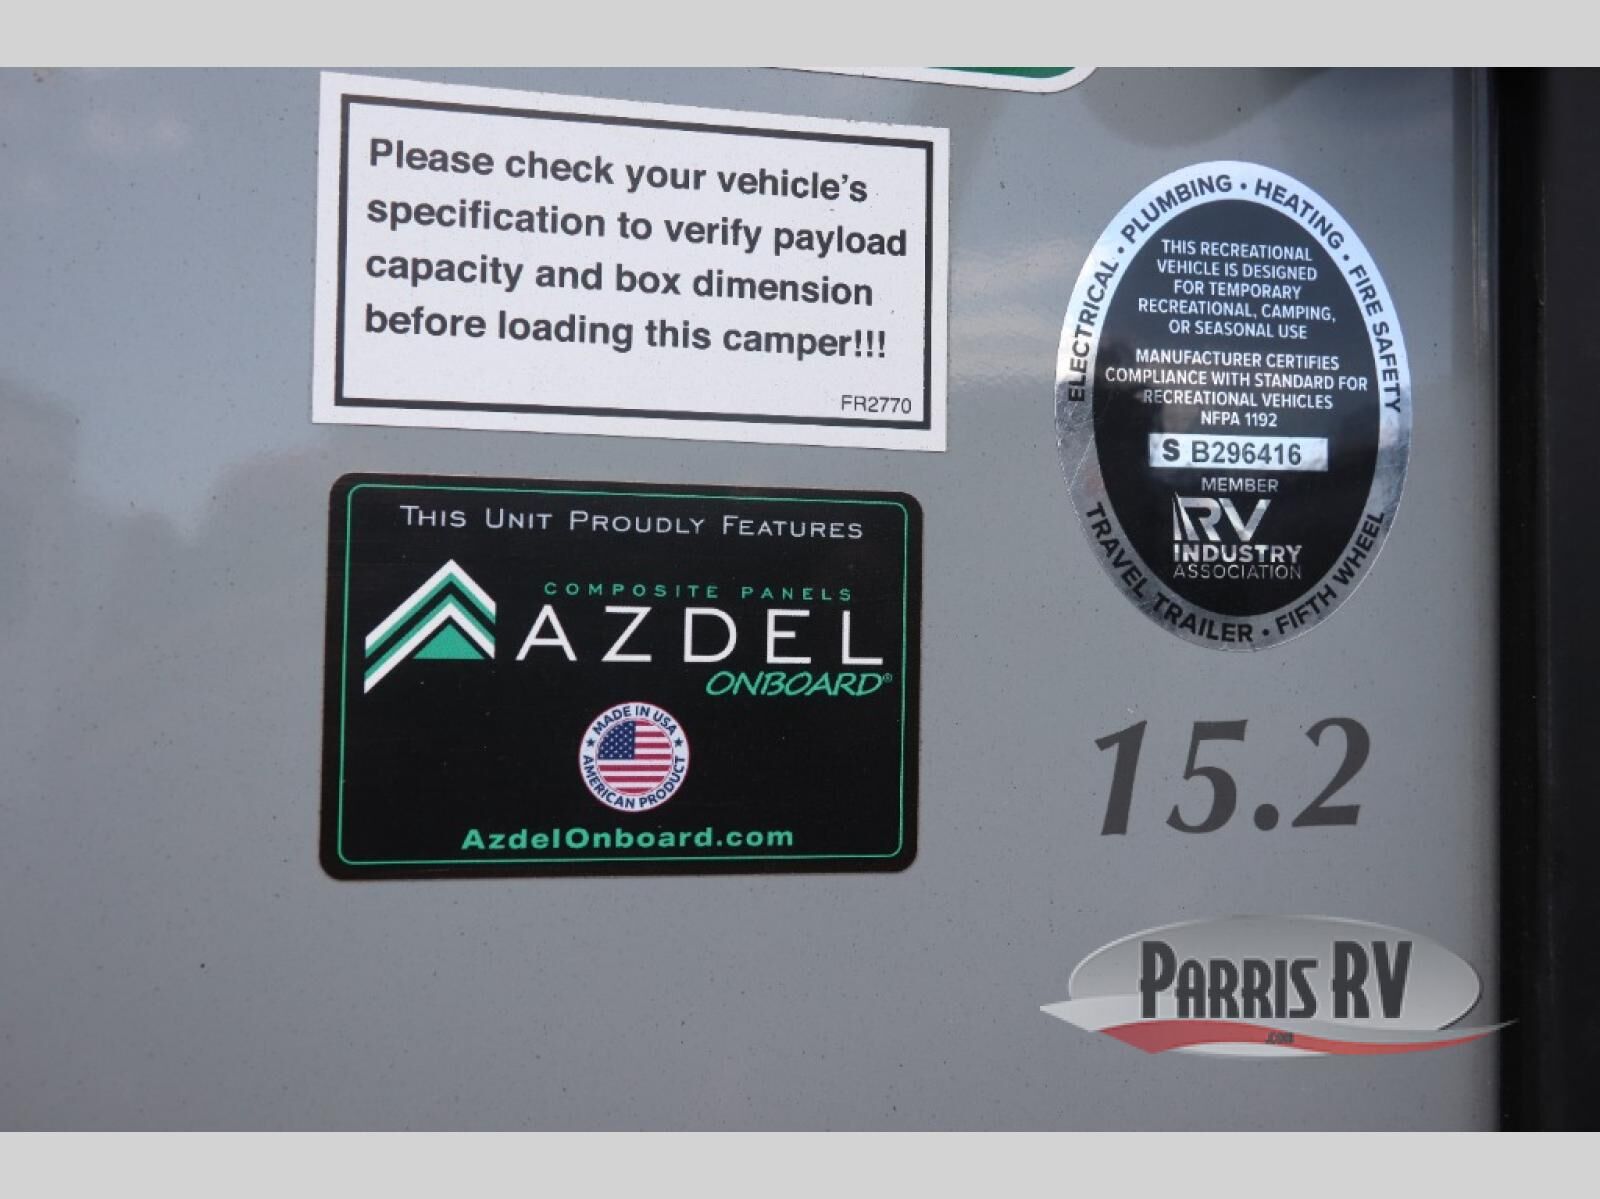 Please check your vehicle's
specification to verify payload
capacity and box dimension
before loading this camper!!!
FR2770
THIS UNIT PROUDLY FEATURES
COMPOSITE PANELS
AZDEL
ONBOARD®
MADE IN USA
AMERICAN PRODUCT
AzdelOnboard.com
ELECTRICAL • PLUMBING • HEATING • FIRE SAFETY
THIS RECREATIONAL
VEHICLE IS DESIGNED
FOR TEMPORARY
RECREATIONAL, CAMPING,
OR SEASONAL USE
MANUFACTURER CERTIFIES
COMPLIANCE WITH STANDARD FOR
RECREATIONAL VEHICLES
NFPA 1192
S B296416
MEMBER
RV
INDUSTRY
ASSOCIATION
TRAVEL TRAILER • FIFTH WHEEL
15.2
PARRIS RV
.COM